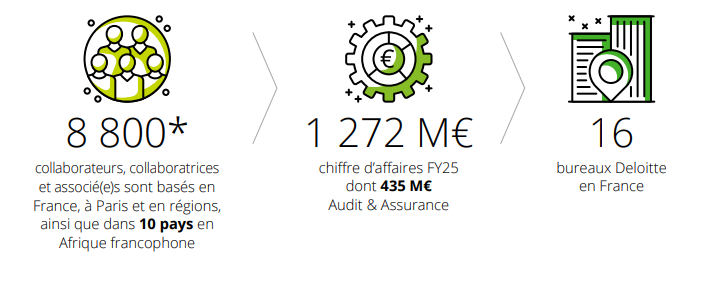 8 800*
collaborateurs, collaboratrices
et associé(e)s sont basés en
France, à Paris et en régions,
ainsi que dans 10 pays en
Afrique francophone
€
1 272 M€
chiffre d’affaires FY25
dont 435 M€
Audit & Assurance
16
bureaux Deloitte
en France